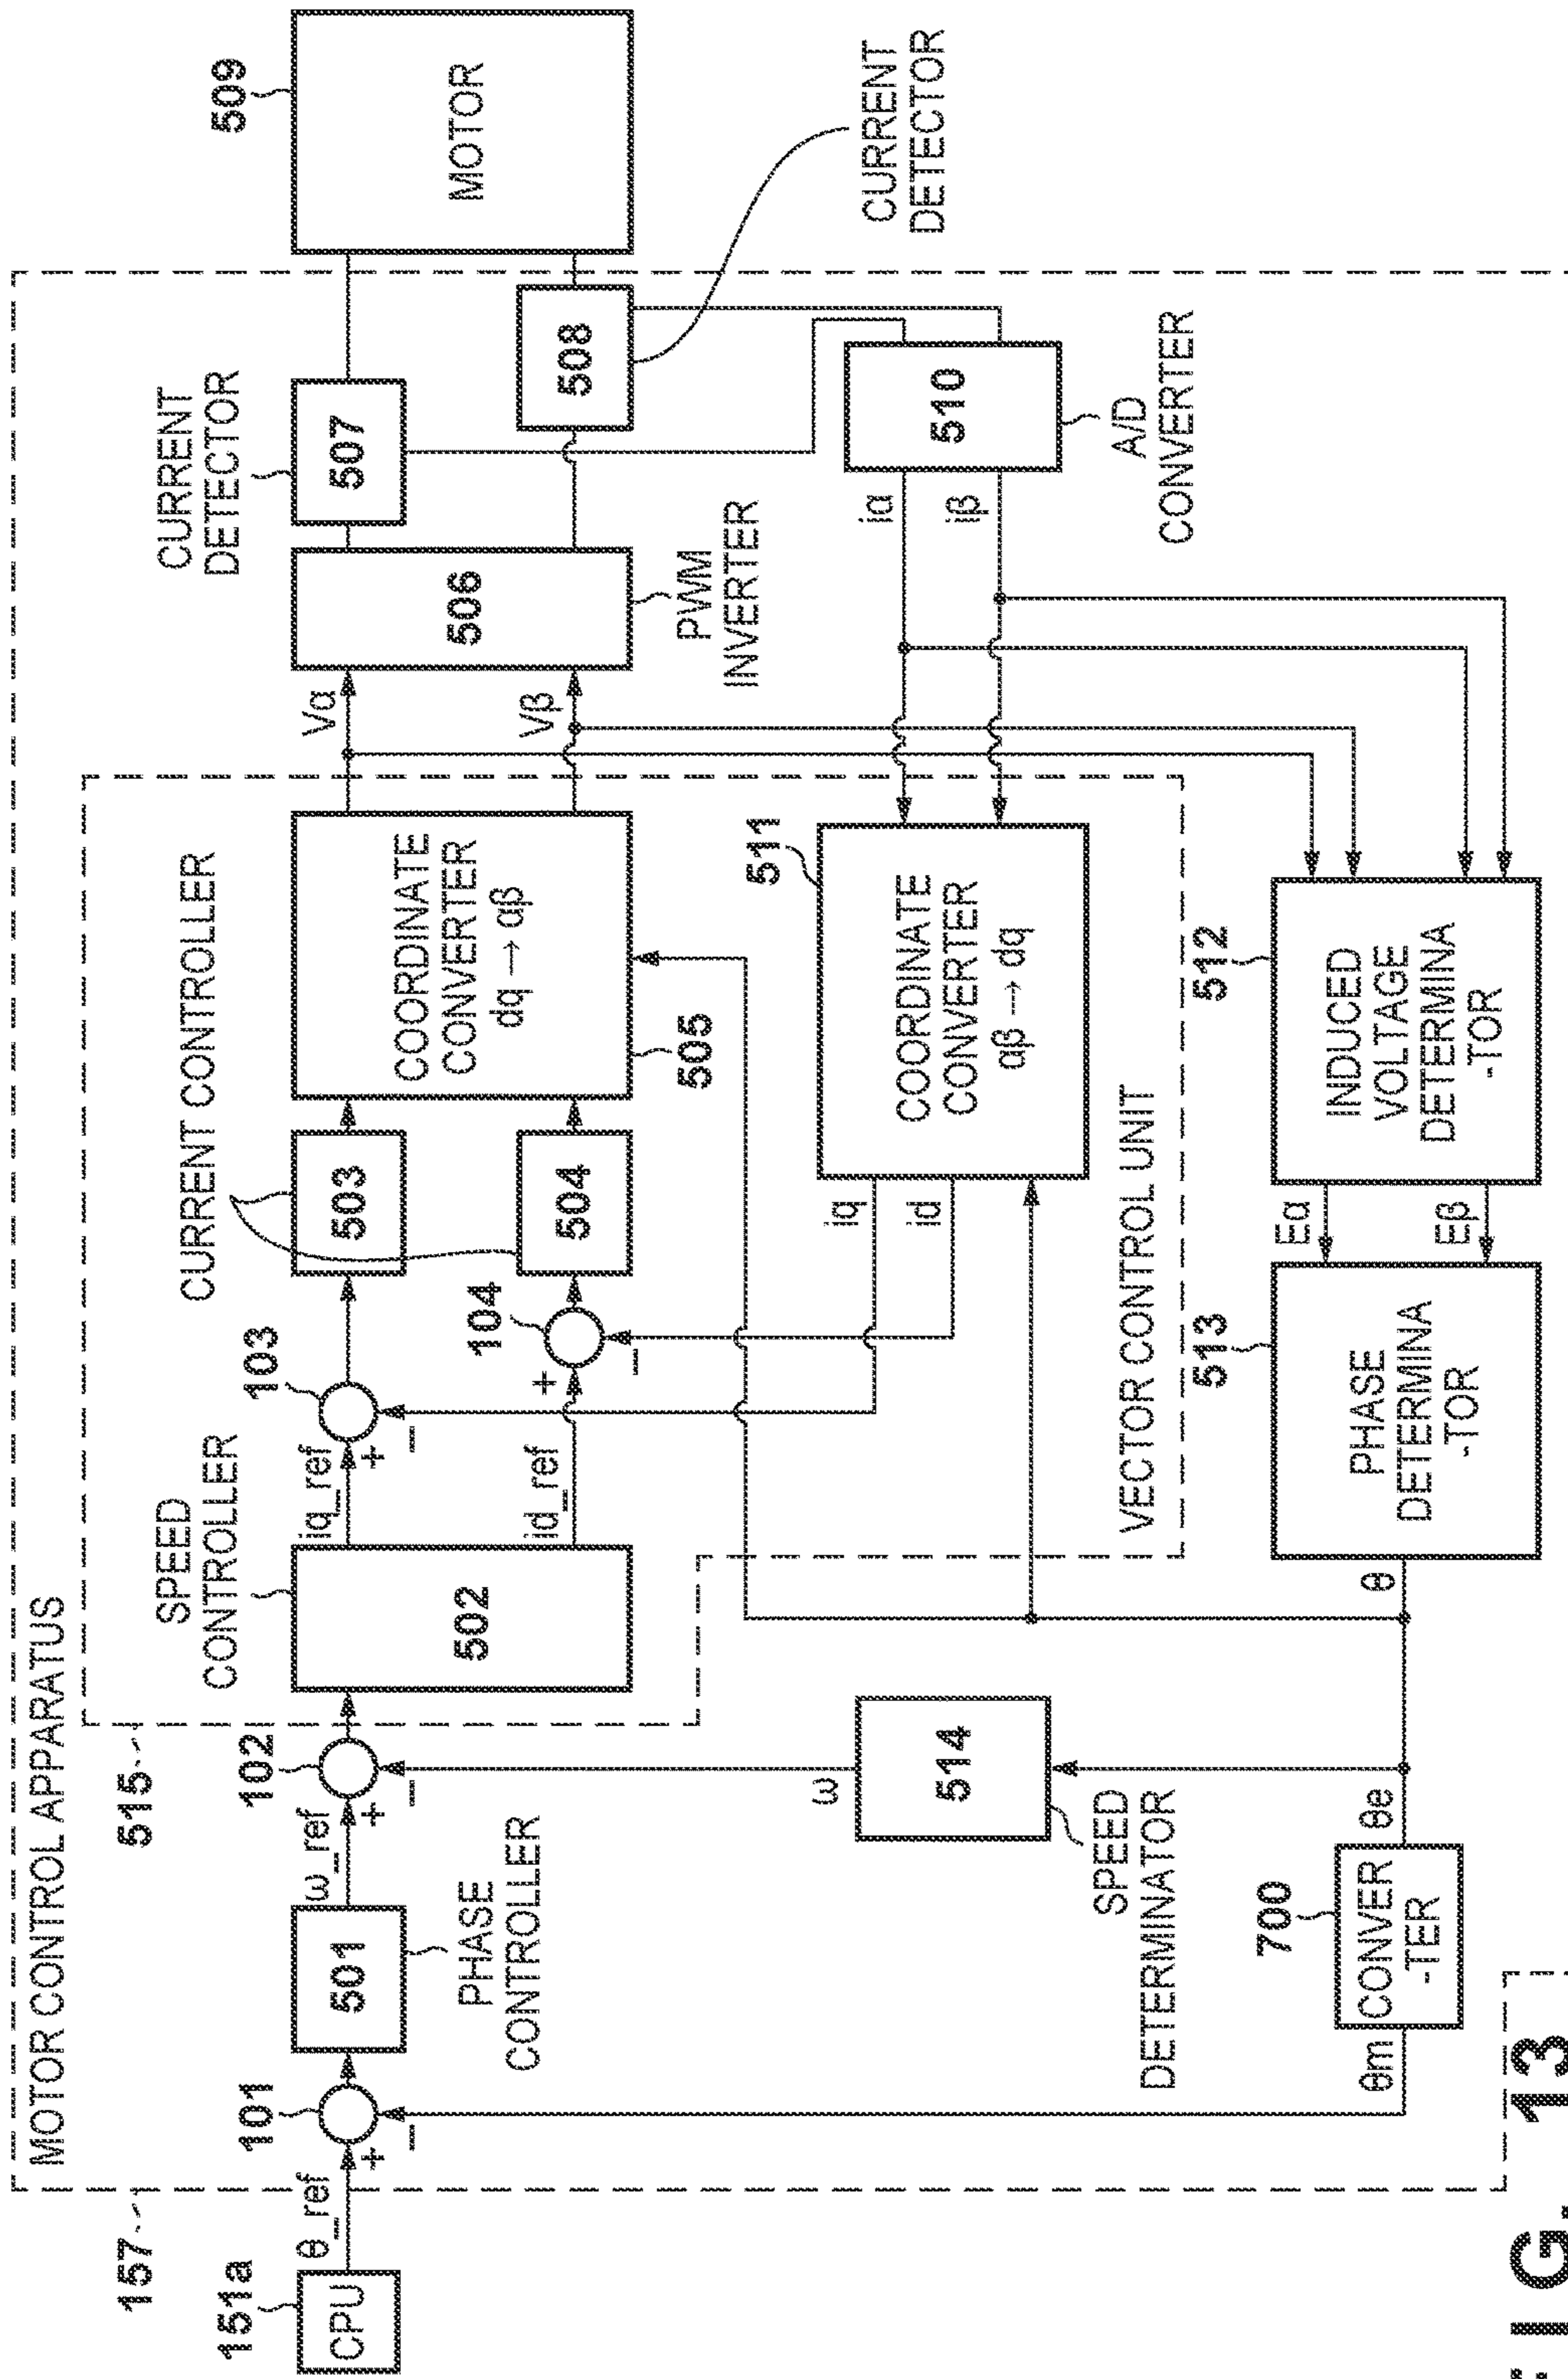 MOTOR CONTROL APPARATUS
157
151a
CPU
θ_ref
101
+
−
501
PHASE
CONTROLLER
ω_ref
515
102
+
−
SPEED
CONTROLLER
502
iq_ref
id_ref
103
+
−
104
+
−
CURRENT CONTROLLER
503
504
COORDINATE
CONVERTER
dq → αβ
505
Vα
Vβ
506
PWM
INVERTER
CURRENT
DETECTOR
507
508
CURRENT
DETECTOR
509
MOTOR
510
A/D
CONVERTER
iα
iβ
511
COORDINATE
CONVERTER
αβ → dq
iq
id
VECTOR CONTROL UNIT
512
INDUCED
VOLTAGE
DETERMINA
-TOR
Eα
Eβ
513
PHASE
DETERMINA
-TOR
θ
ω
514
SPEED
DETERMINATOR
θe
700
CONVER
-TER
θm
FIG. 13